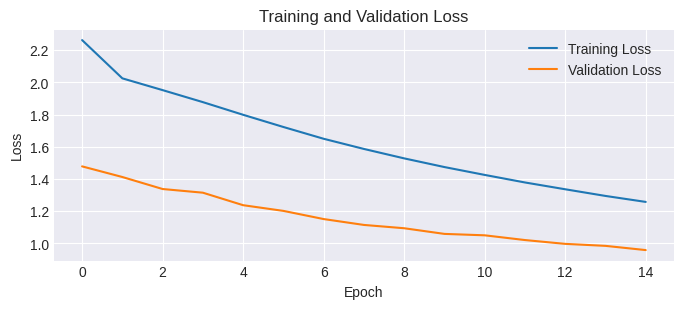 Training and Validation Loss
Training Loss
Validation Loss
2.2
2.0
1.8
1.6
1.4
1.2
1.0
Loss
0 2 4 6 8 10 12 14
Epoch